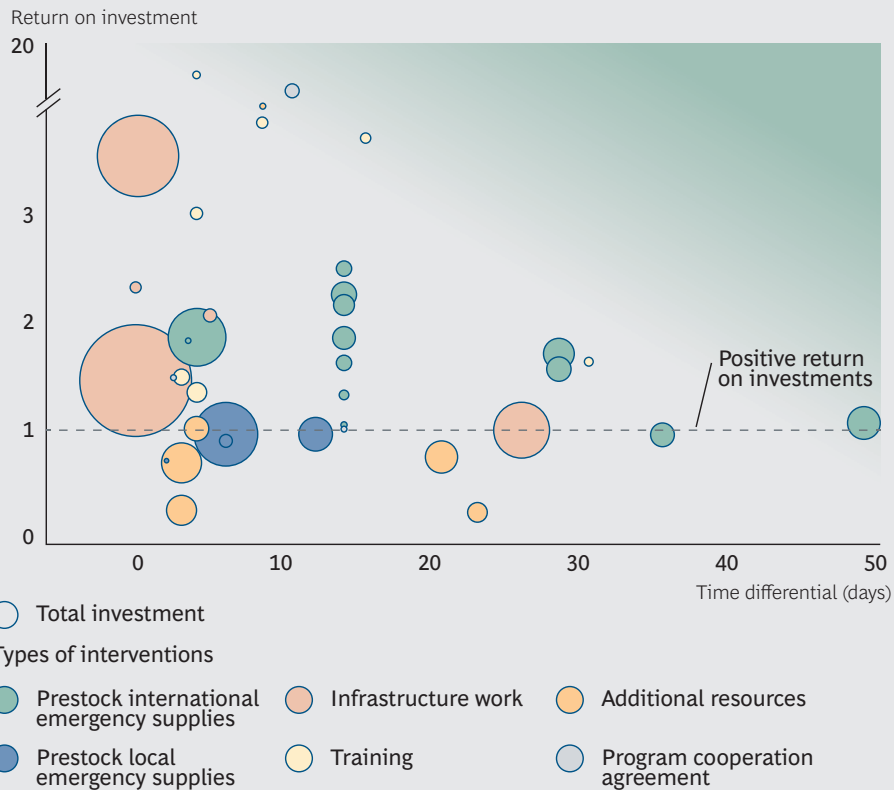 Return on investment
20
3
2
1
0
Positive return
on investments
0 10 20 30 40 50
Time differential (days)
Total investment
Types of interventions
Prestock international
emergency supplies
Infrastructure work
Additional resources
Prestock local
emergency supplies
Training
Program cooperation
agreement